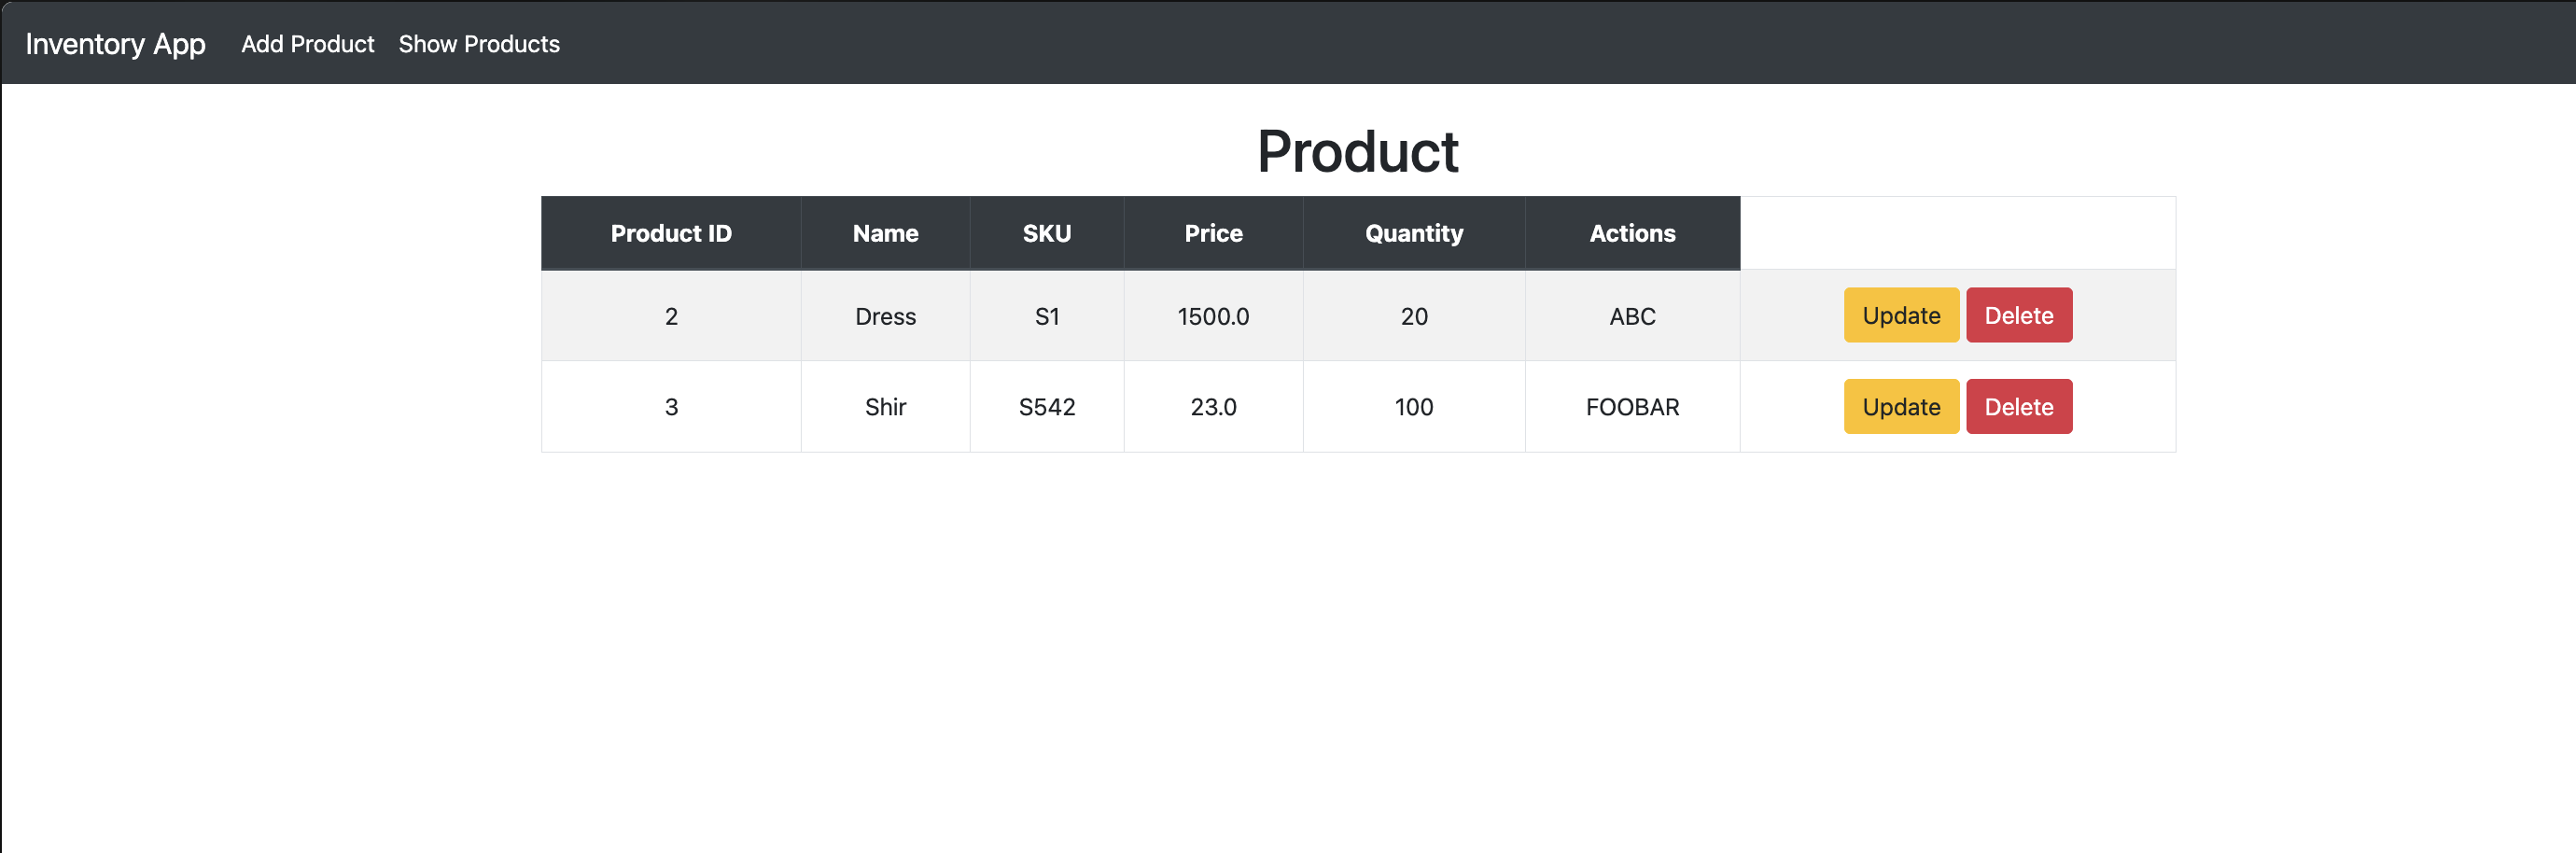 Inventory App Add Product Show Products
Product
Product ID Name SKU Price Quantity Actions
2 Dress S1 1500.0 20 ABC Update Delete
3 Shir S542 23.0 100 FOOBAR Update Delete